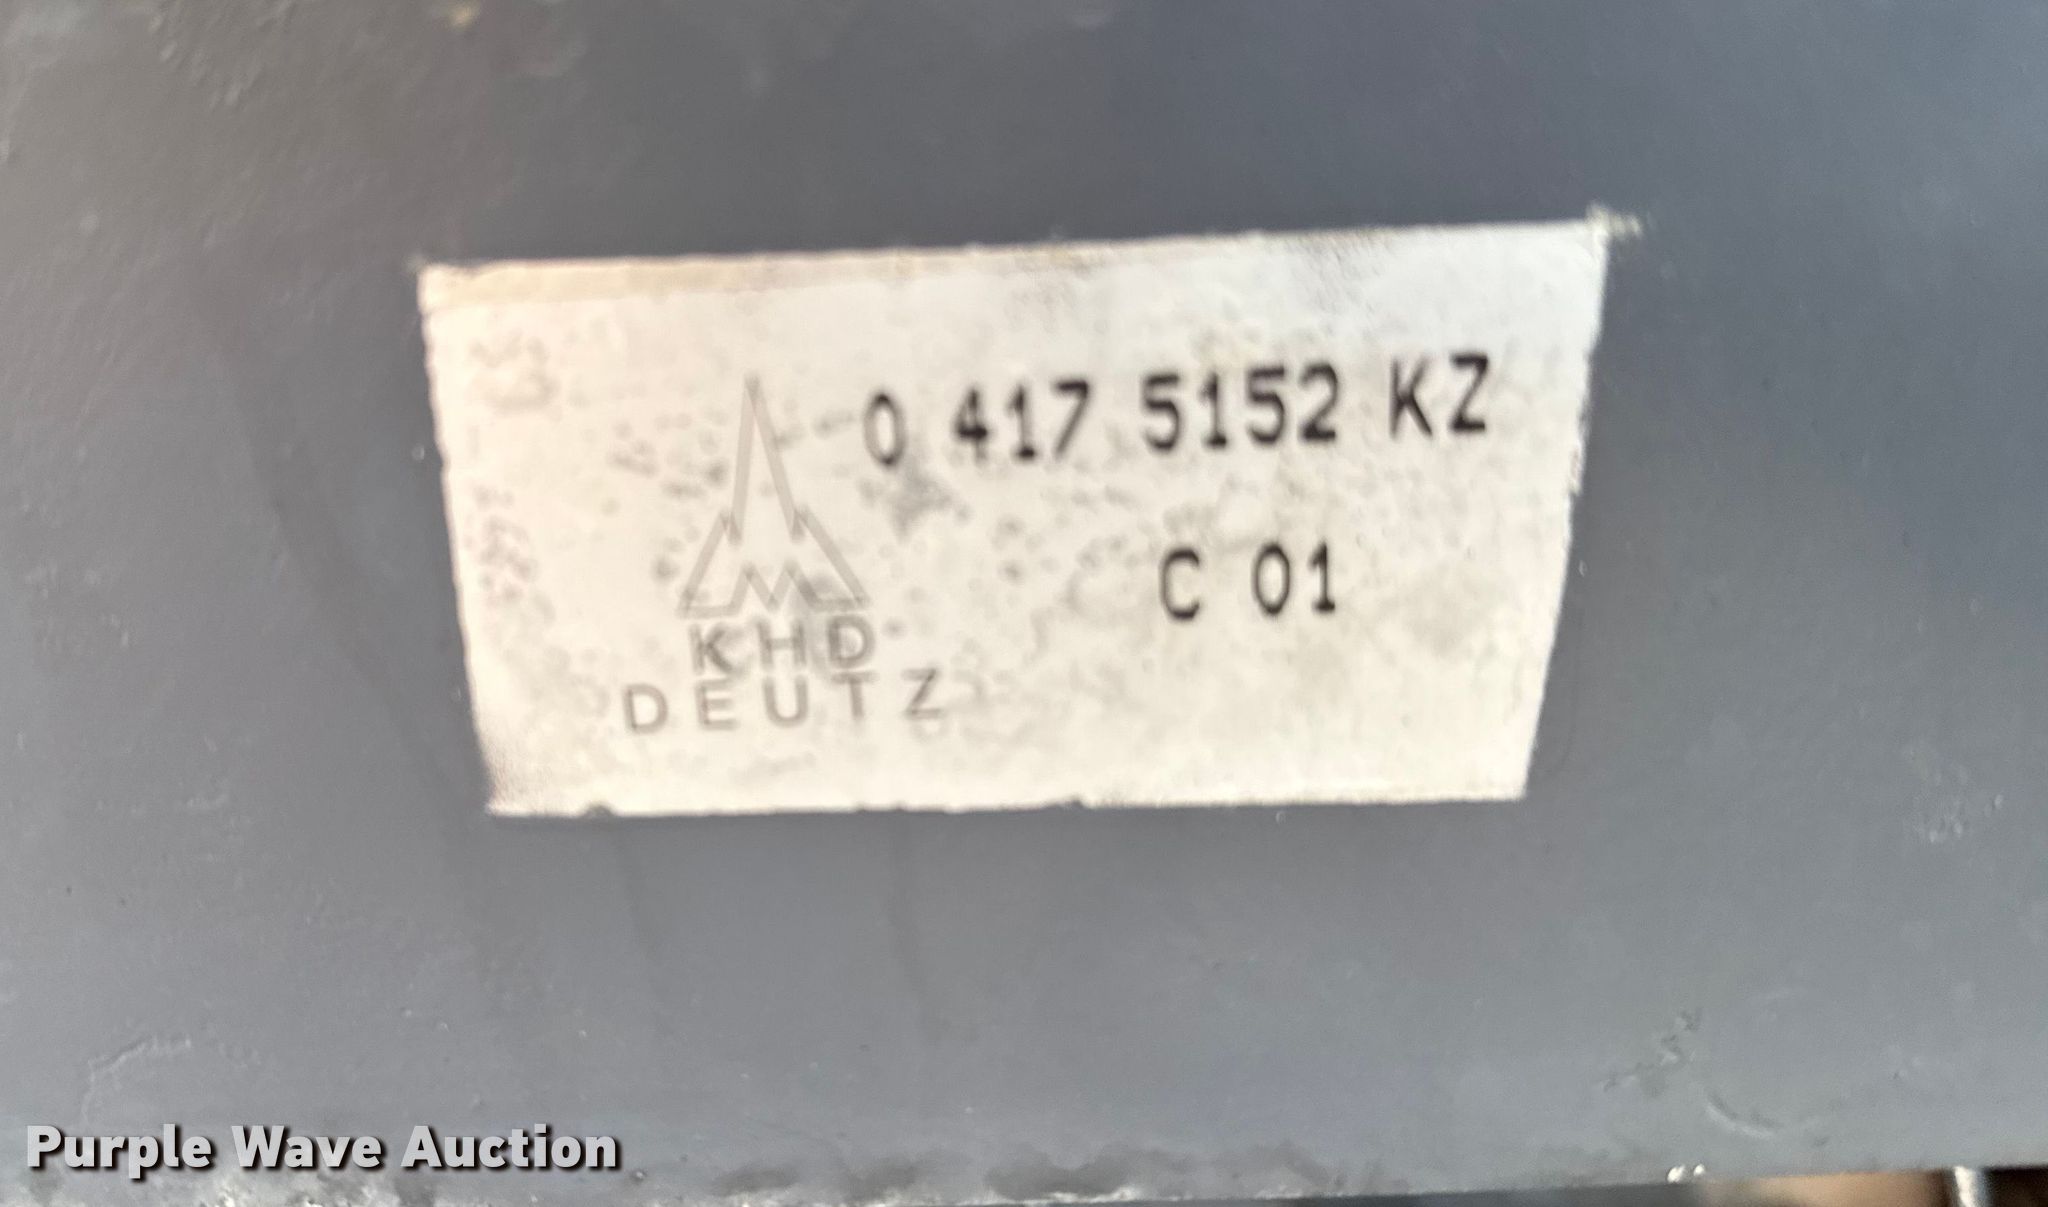 0 417 5152 KZ
C 01
KHD
DEUTZ
Purple Wave Auction